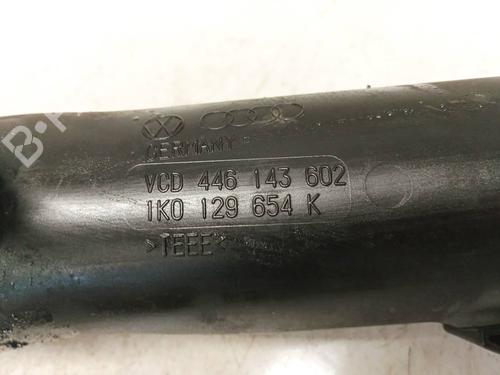 GERMANY
VCD 446 143 602
1K0 129 654 K
>TEEE<
B-P